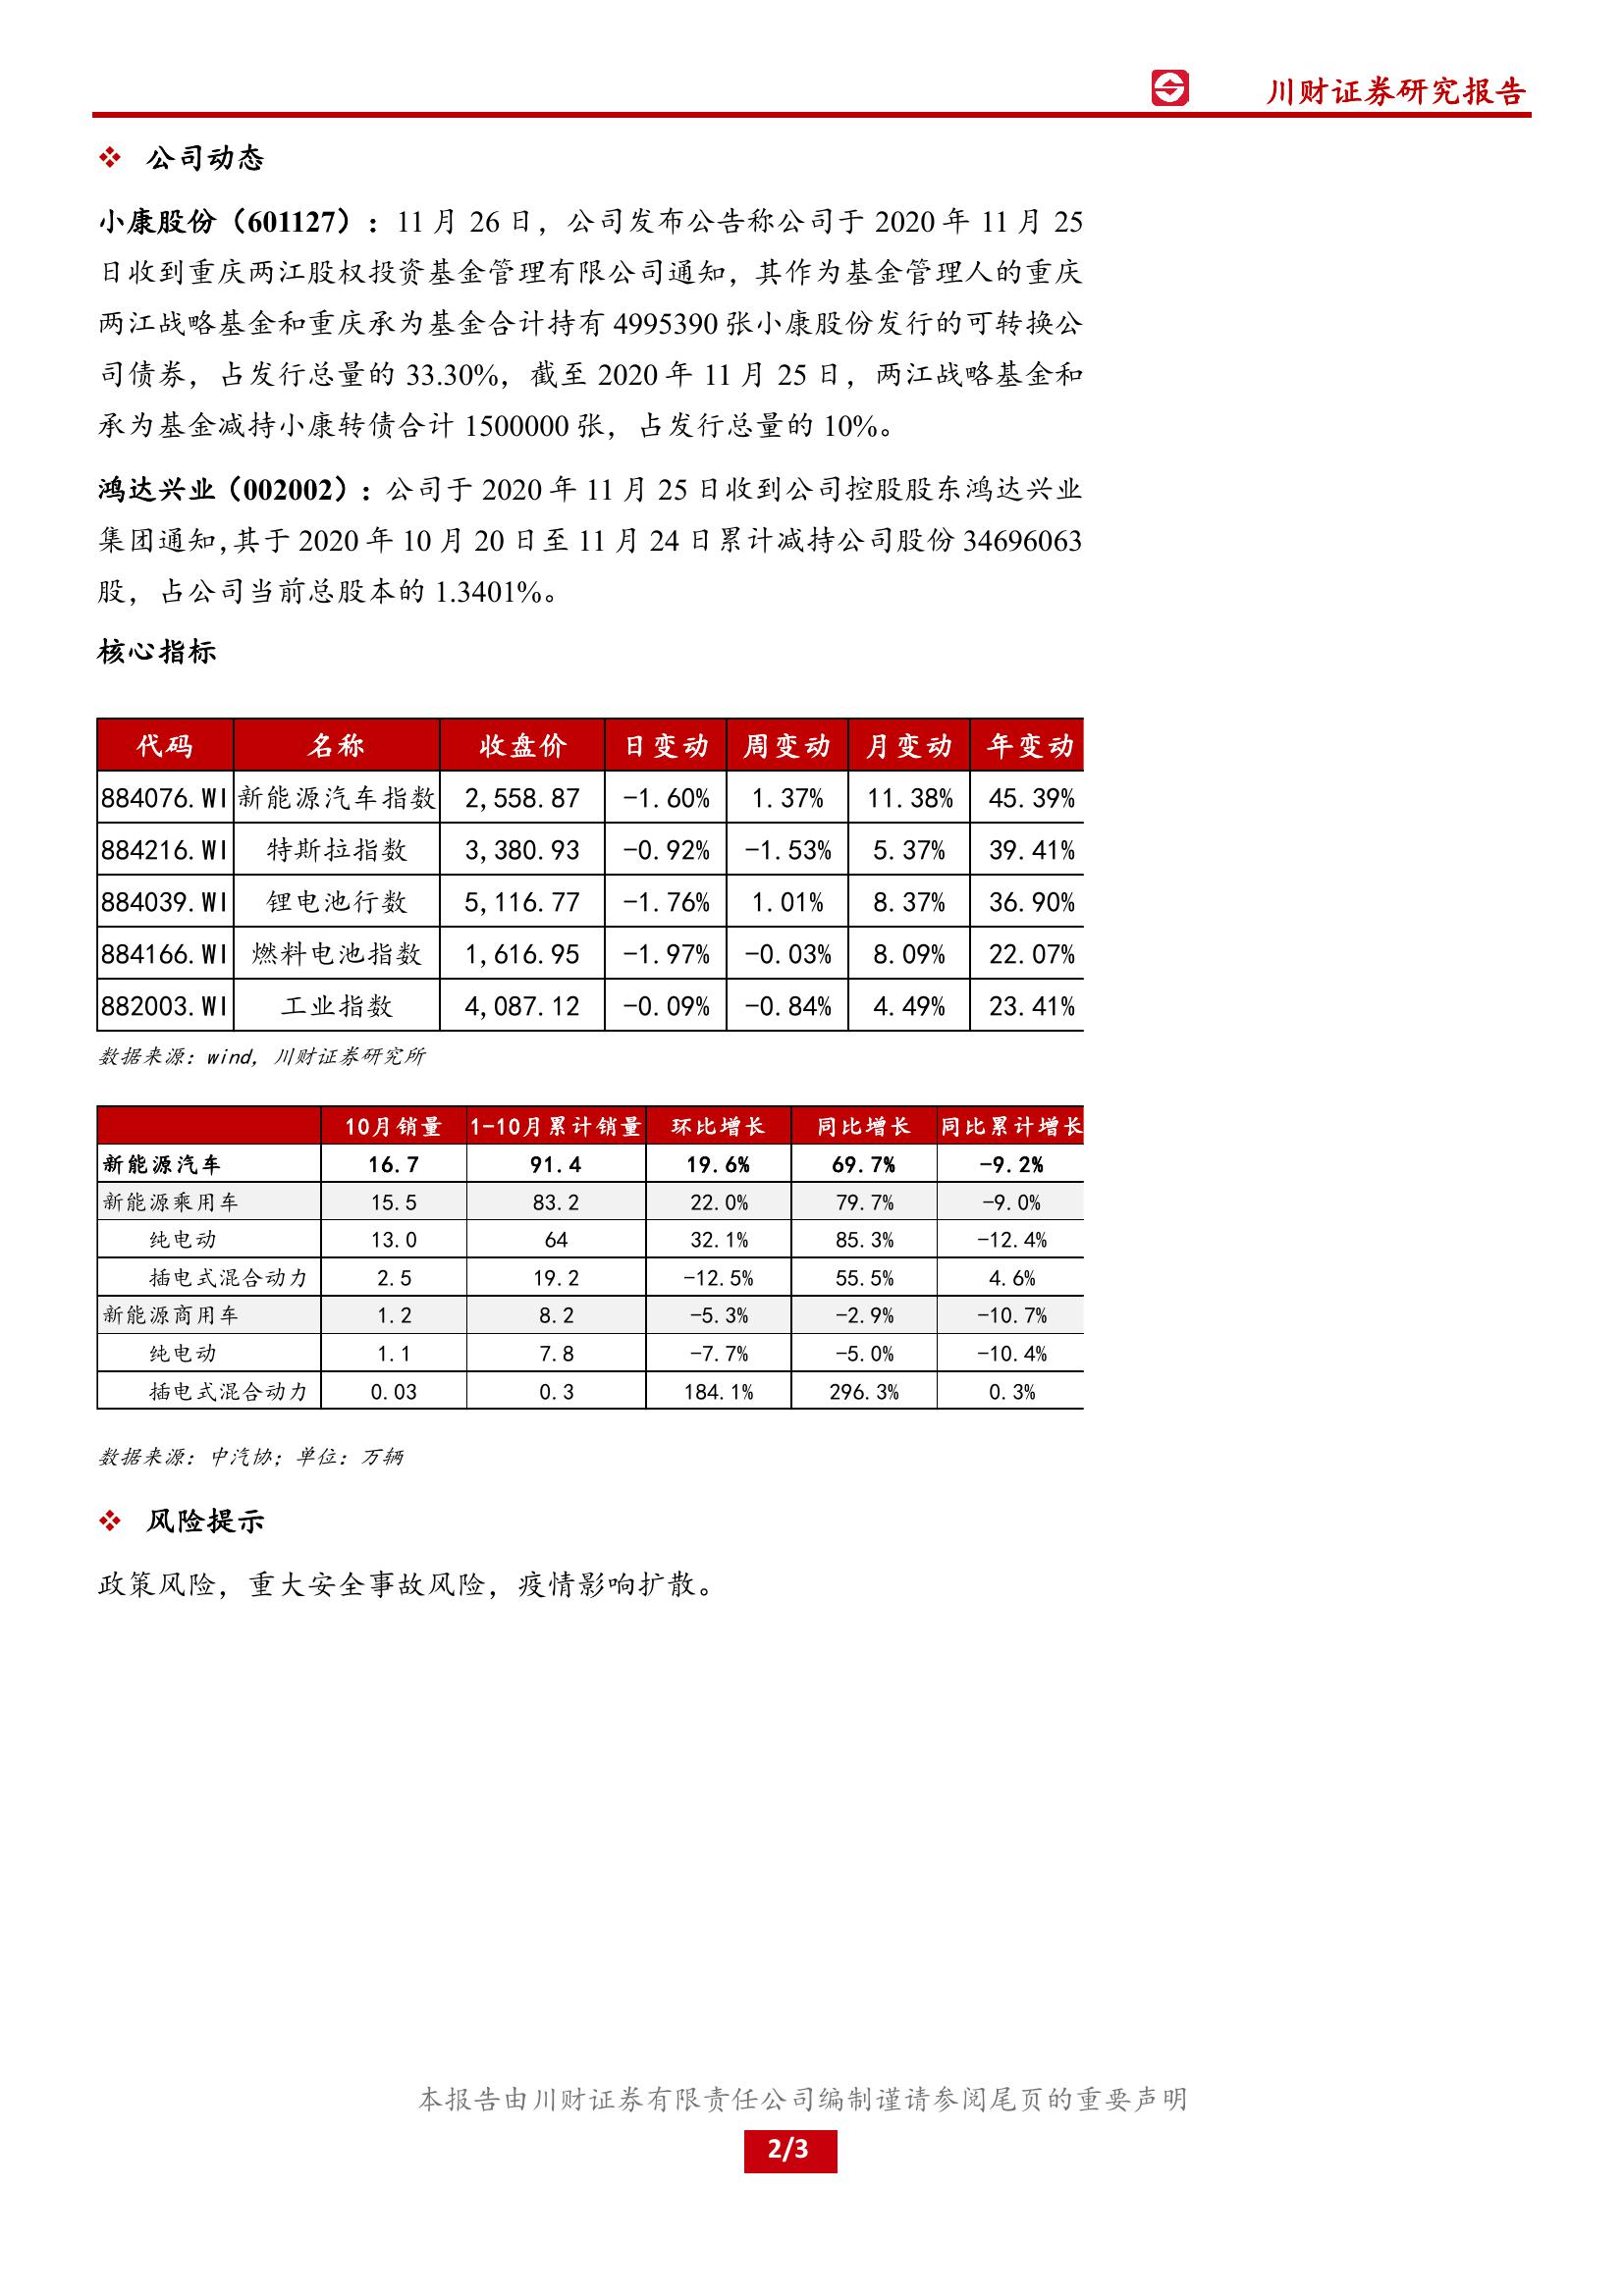 川财证券研究报告
❖ 公司动态
小康股份（601127）：11 月 26 日，公司发布公告称公司于 2020 年 11 月 25
日收到重庆两江股权投资基金管理有限公司通知，其作为基金管理人的重庆
两江战略基金和重庆承为基金合计持有 4995390 张小康股份发行的可转换公
司债券，占发行总量的 33.30%，截至 2020 年 11 月 25 日，两江战略基金和
承为基金减持小康转债合计 1500000 张，占发行总量的 10%。
鸿达兴业（002002）：公司于 2020 年 11 月 25 日收到公司控股股东鸿达兴业
集团通知,其于 2020 年 10 月 20 日至 11 月 24 日累计减持公司股份 34696063
股，占公司当前总股本的 1.3401%。
核心指标
代码 名称 收盘价 日变动 周变动 月变动 年变动
884076.WI 新能源汽车指数 2,558.87 -1.60% 1.37% 11.38% 45.39%
884216.WI 特斯拉指数 3,380.93 -0.92% -1.53% 5.37% 39.41%
884039.WI 锂电池行数 5,116.77 -1.76% 1.01% 8.37% 36.90%
884166.WI 燃料电池指数 1,616.95 -1.97% -0.03% 8.09% 22.07%
882003.WI 工业指数 4,087.12 -0.09% -0.84% 4.49% 23.41%
数据来源：wind，川财证券研究所
10月销量 1-10月累计销量 环比增长 同比增长 同比累计增长
新能源汽车 16.7 91.4 19.6% 69.7% -9.2%
新能源乘用车 15.5 83.2 22.0% 79.7% -9.0%
纯电动 13.0 64 32.1% 85.3% -12.4%
插电式混合动力 2.5 19.2 -12.5% 55.5% 4.6%
新能源商用车 1.2 8.2 -5.3% -2.9% -10.7%
纯电动 1.1 7.8 -7.7% -5.0% -10.4%
插电式混合动力 0.03 0.3 184.1% 296.3% 0.3%
数据来源：中汽协；单位：万辆
❖ 风险提示
政策风险，重大安全事故风险，疫情影响扩散。
本报告由川财证券有限责任公司编制谨请参阅尾页的重要声明
2/3